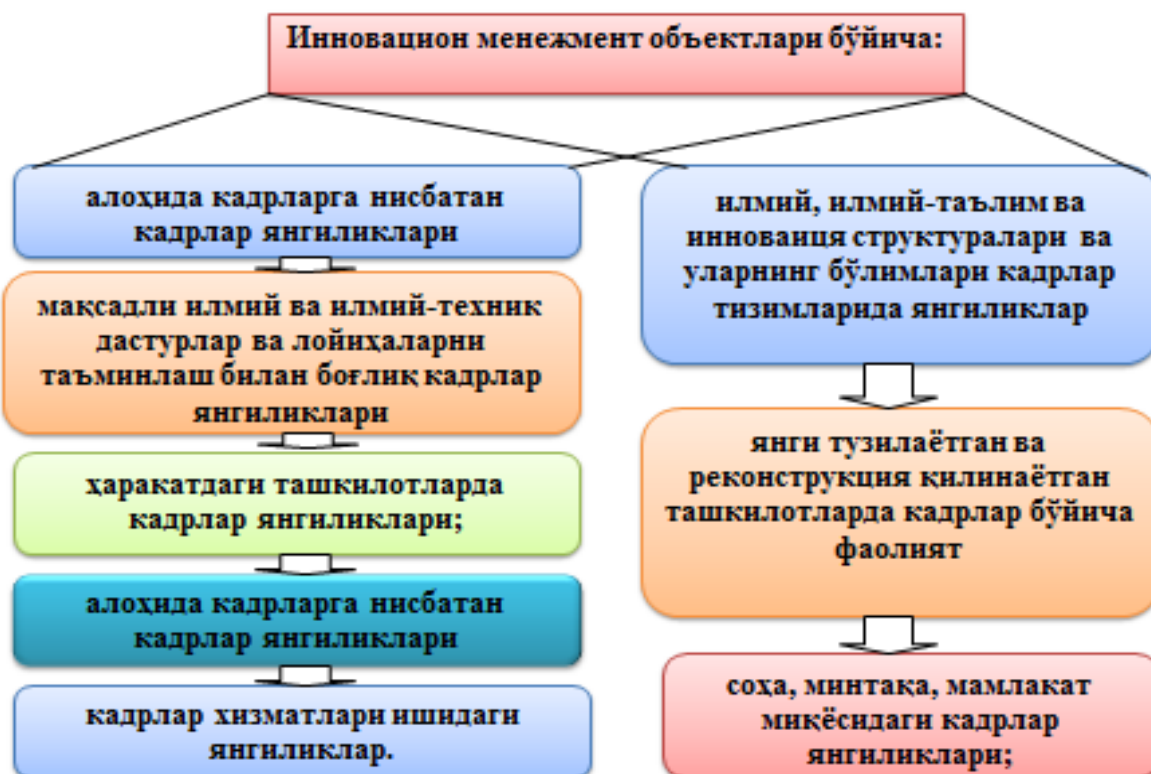 Инновацион менежмент объектлари бўйича:
алоҳида кадрларга нисбатан
кадрлар янгиликлари
мақсадли илмий ва илмий-техник
дастурлар ва лойиҳаларни
таъминлаш билан боғлиқ кадрлар
янгиликлари
ҳаракатдаги ташкилотларда
кадрлар янгиликлари;
алоҳида кадрларга нисбатан
кадрлар янгиликлари
кадрлар хизматлари ишидаги
янгиликлар.
илмий, илмий-таълим ва
инноваиця структуралари ва
уларнинг бўлимлари кадрлар
тизимларида янгиликлар
янги тузилаётган ва
реконструкция қилинаётган
ташкилотларда кадрлар бўйича
фаолият
соҳа, минтақа, мамлакат
миқёсидаги кадрлар
янгиликлари;